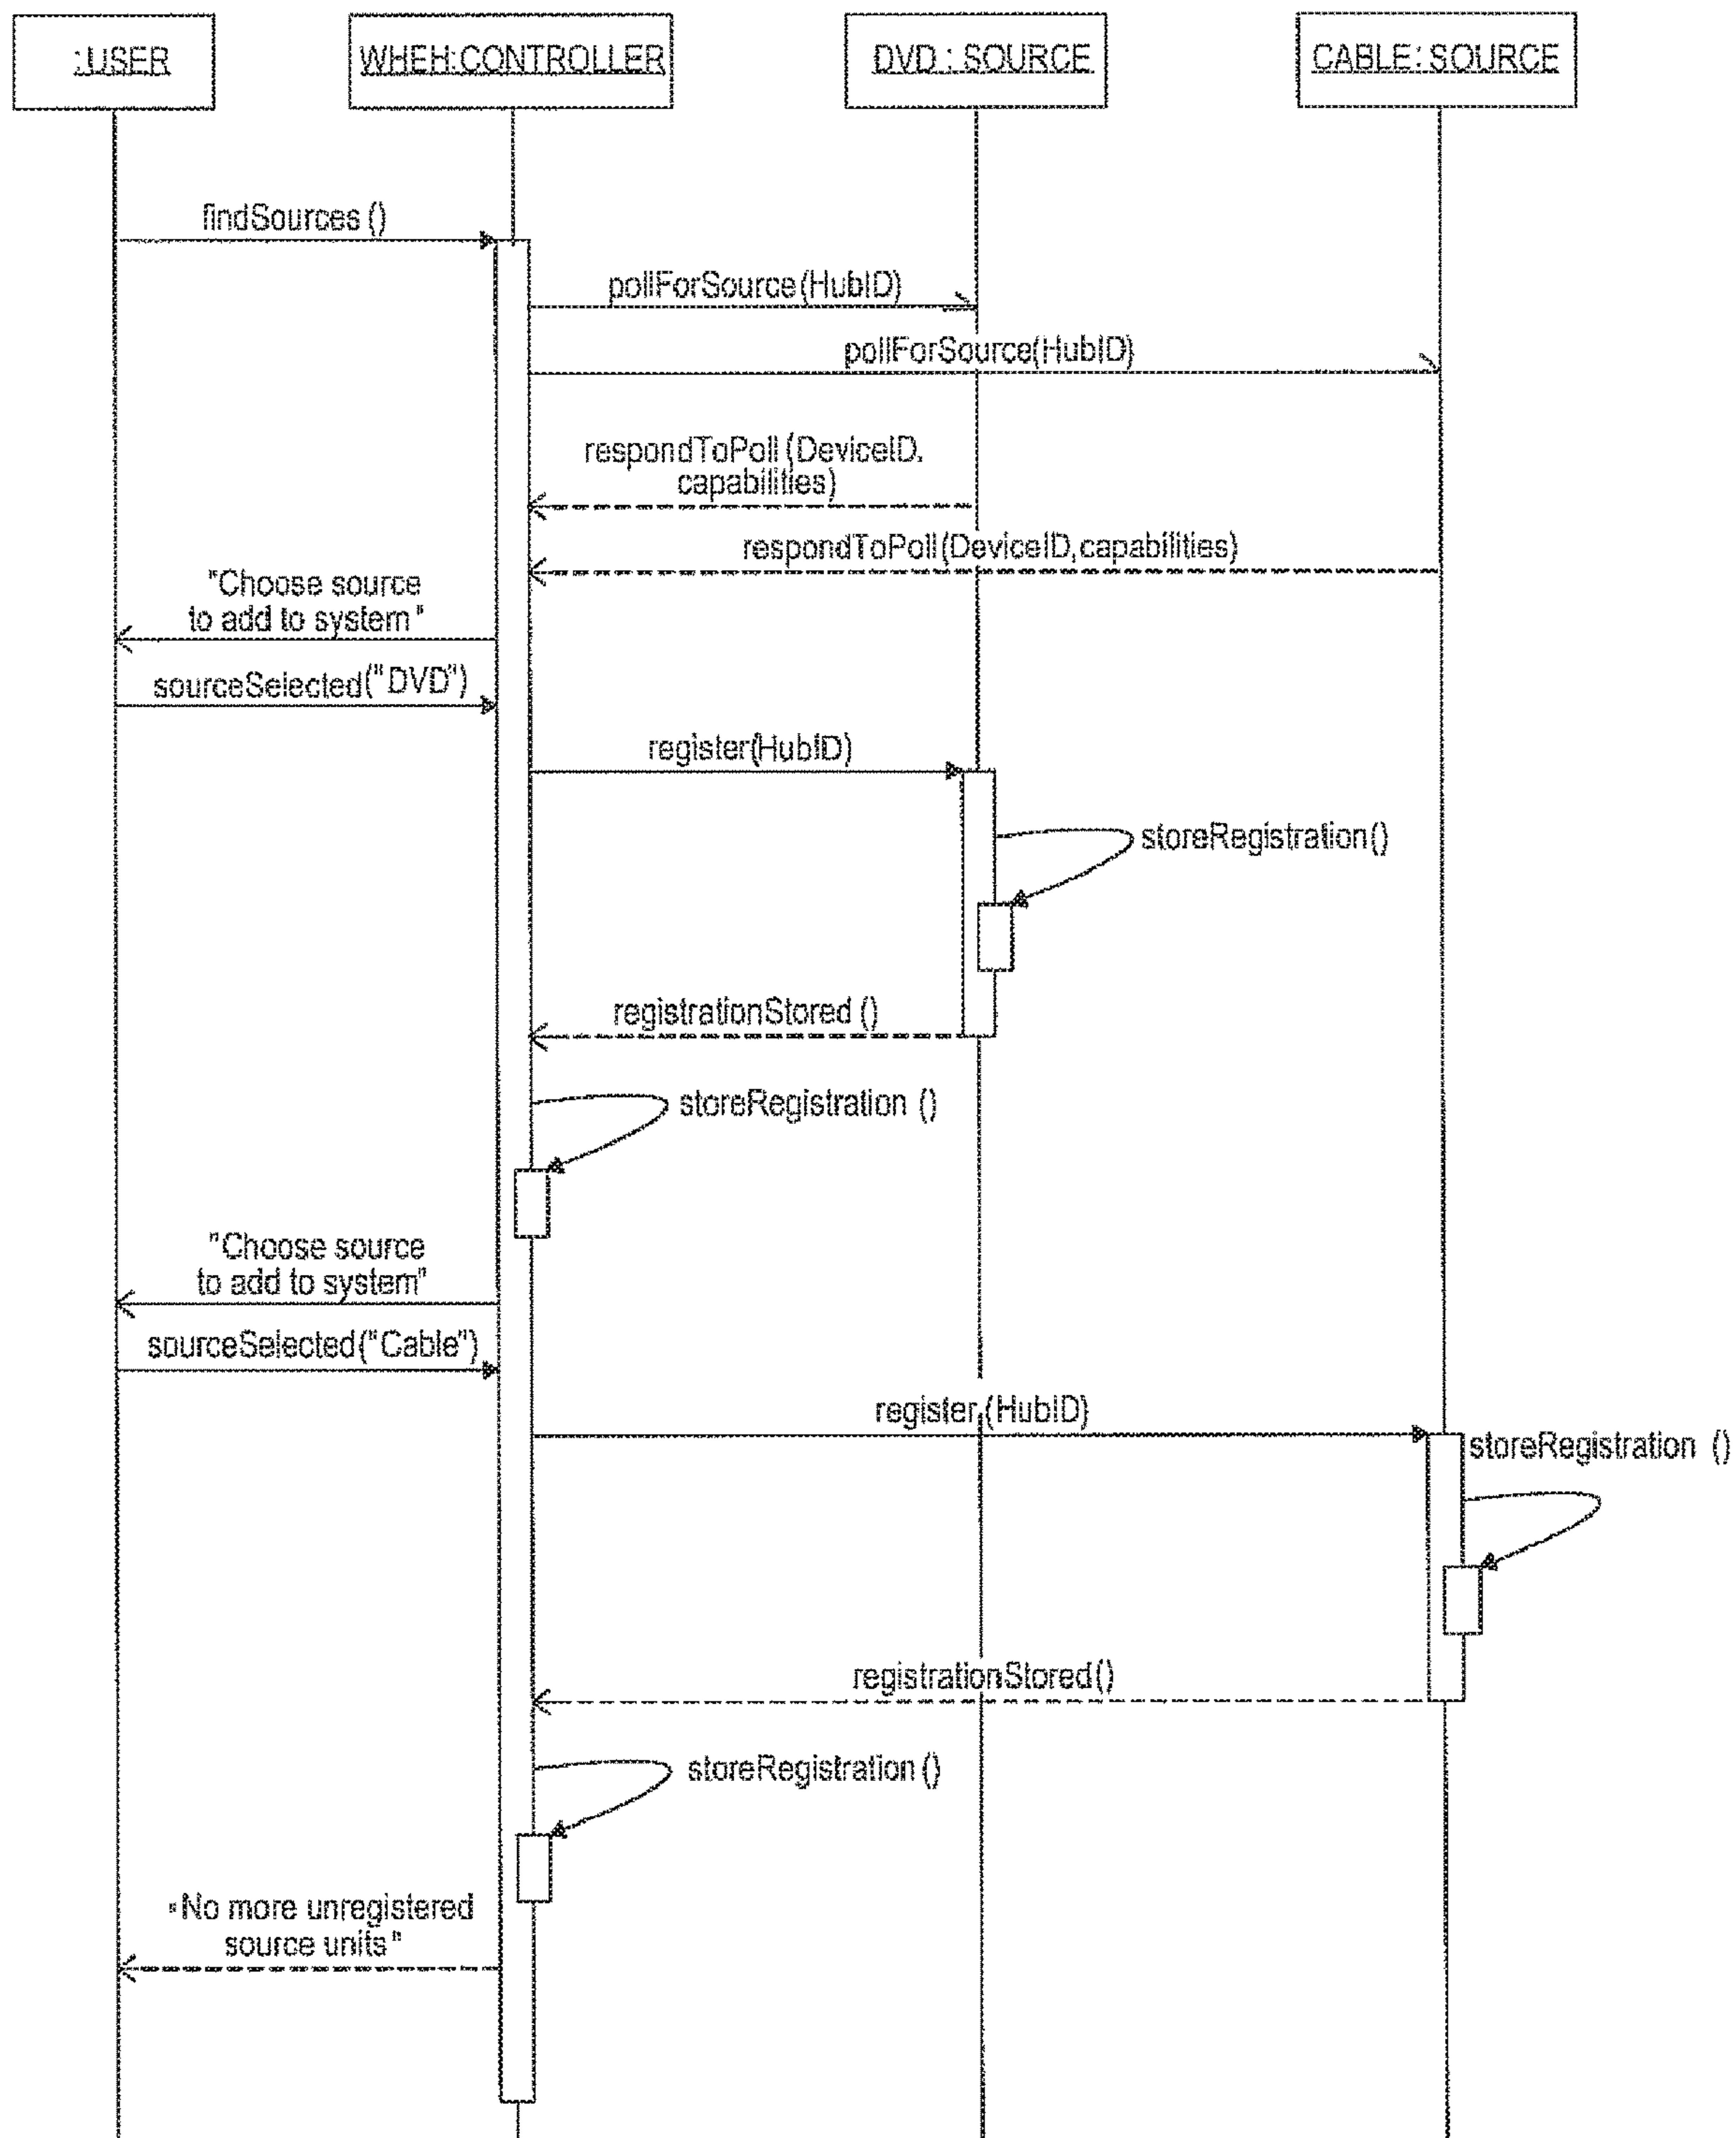 :USER
WHEH:CONTROLLER
DVD : SOURCE
CABLE: SOURCE
findSources ()
pollForSource(HubID)
pollForSource(HubID)
respondToPoll (DeviceID,
capabilities)
respondToPoll(DeviceID,capabilities)
"Choose source
to add to system"
sourceSelected("DVD")
register(HubID)
storeRegistration()
registrationStored ()
storeRegistration ()
"Choose source
to add to system"
sourceSelected("Cable")
register (HubID)
storeRegistration ()
registrationStored()
storeRegistration ()
"No more unregistered
source units"